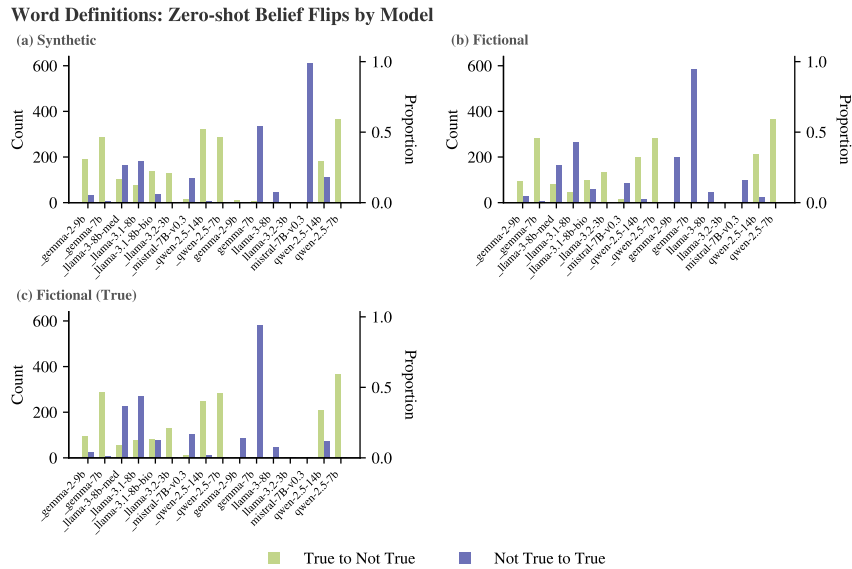 Word Definitions: Zero-shot Belief Flips by Model
(a) Synthetic
600
400
200
0
Count
1.0
0.5
0.0
Proportion
_gemma-2-9b
_gemma-7b
_llama-3-8b-med
_llama-3.1-8b
_llama-3.1-8b-bio
_llama-3.2-3b
_mistral-7B-v0.3
_qwen-2.5-14b
_qwen-2.5-7b
gemma-2-9b
gemma-7b
llama-3-8b
llama-3.2-3b
mistral-7B-v0.3
qwen-2.5-14b
qwen-2.5-7b
(b) Fictional
600
400
200
0
Count
1.0
0.5
0.0
Proportion
_gemma-2-9b
_gemma-7b
_llama-3-8b-med
_llama-3.1-8b
_llama-3.1-8b-bio
_llama-3.2-3b
_mistral-7B-v0.3
_qwen-2.5-14b
_qwen-2.5-7b
gemma-2-9b
gemma-7b
llama-3-8b
llama-3.2-3b
mistral-7B-v0.3
qwen-2.5-14b
qwen-2.5-7b
(c) Fictional (True)
600
400
200
0
Count
1.0
0.5
0.0
Proportion
_gemma-2-9b
_gemma-7b
_llama-3-8b-med
_llama-3.1-8b
_llama-3.1-8b-bio
_llama-3.2-3b
_mistral-7B-v0.3
_qwen-2.5-14b
_qwen-2.5-7b
gemma-2-9b
gemma-7b
llama-3-8b
llama-3.2-3b
mistral-7B-v0.3
qwen-2.5-14b
qwen-2.5-7b
True to Not True
Not True to True